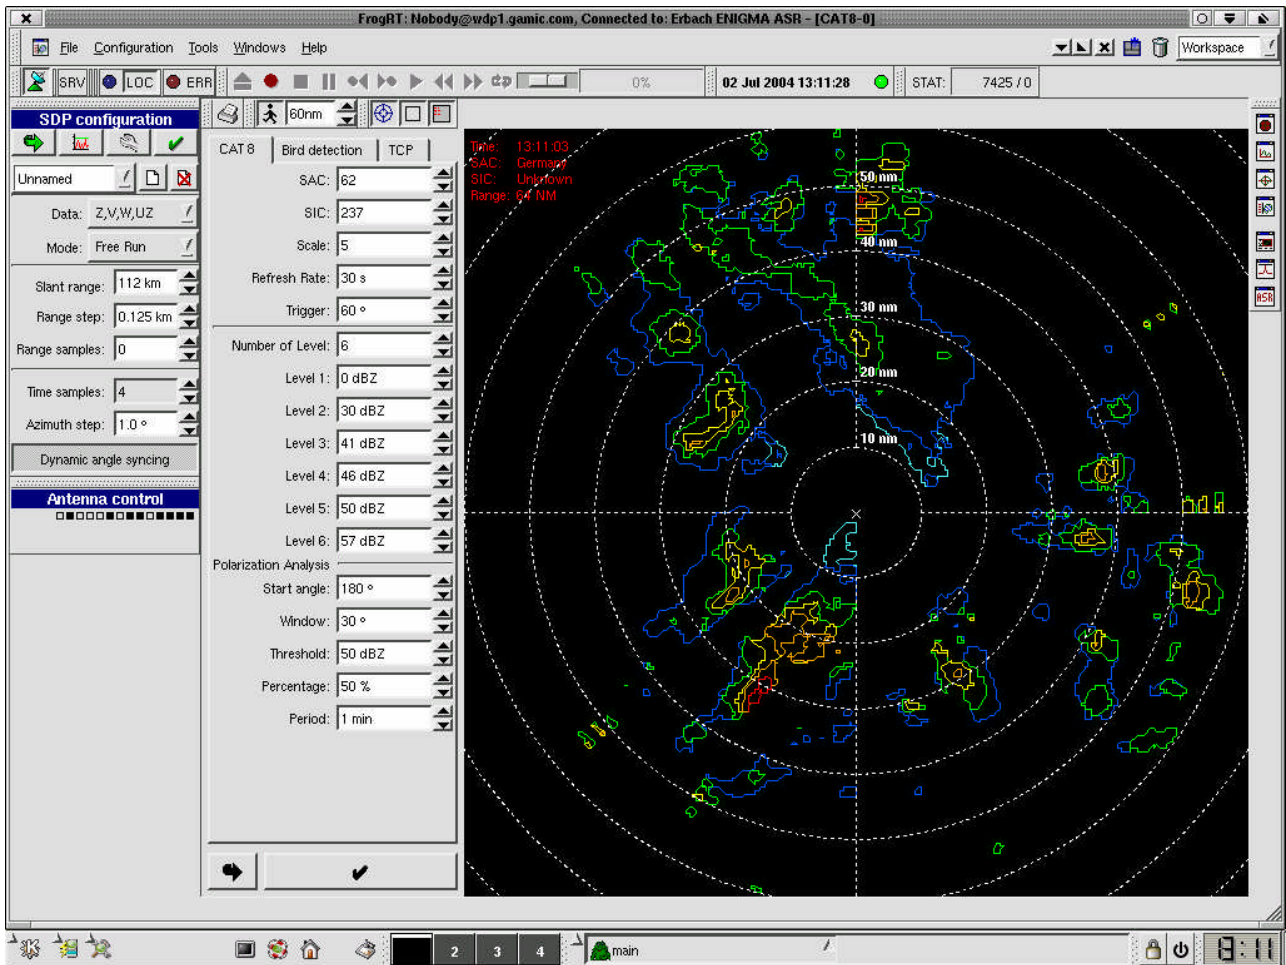 FrogRT: Nobody@wdp1.gamic.com, Connected to: Erbach ENIGMA ASR - [CAT8-0]
File Configuration Tools Windows Help
Workspace
SRV LOC ERR
0%
02 Jul 2004 13:11:28
STAT: 7425 / 0
SDP configuration
Unnamed
Data: Z,V,W,UZ
Mode: Free Run
Slant range: 112 km
Range step: 0.125 km
Range samples: 0
Time samples: 4
Azimuth step: 1.0 °
Dynamic angle syncing
Antenna control
60nm
CAT 8 Bird detection TCP
SAC: 62
SIC: 237
Scale: 5
Refresh Rate: 30 s
Trigger: 60 °
Number of Level: 6
Level 1: 0 dBZ
Level 2: 30 dBZ
Level 3: 41 dBZ
Level 4: 46 dBZ
Level 5: 50 dBZ
Level 6: 57 dBZ
Polarization Analysis
Start angle: 180 °
Window: 30 °
Threshold: 50 dBZ
Percentage: 50 %
Period: 1 min
Time: 13:11:03
SAC: Germany
SIC: Unknown
Range: 64 NM
50 nm
40 nm
30 nm
20 nm
10 nm
ASR
2 3 4
main
13:11